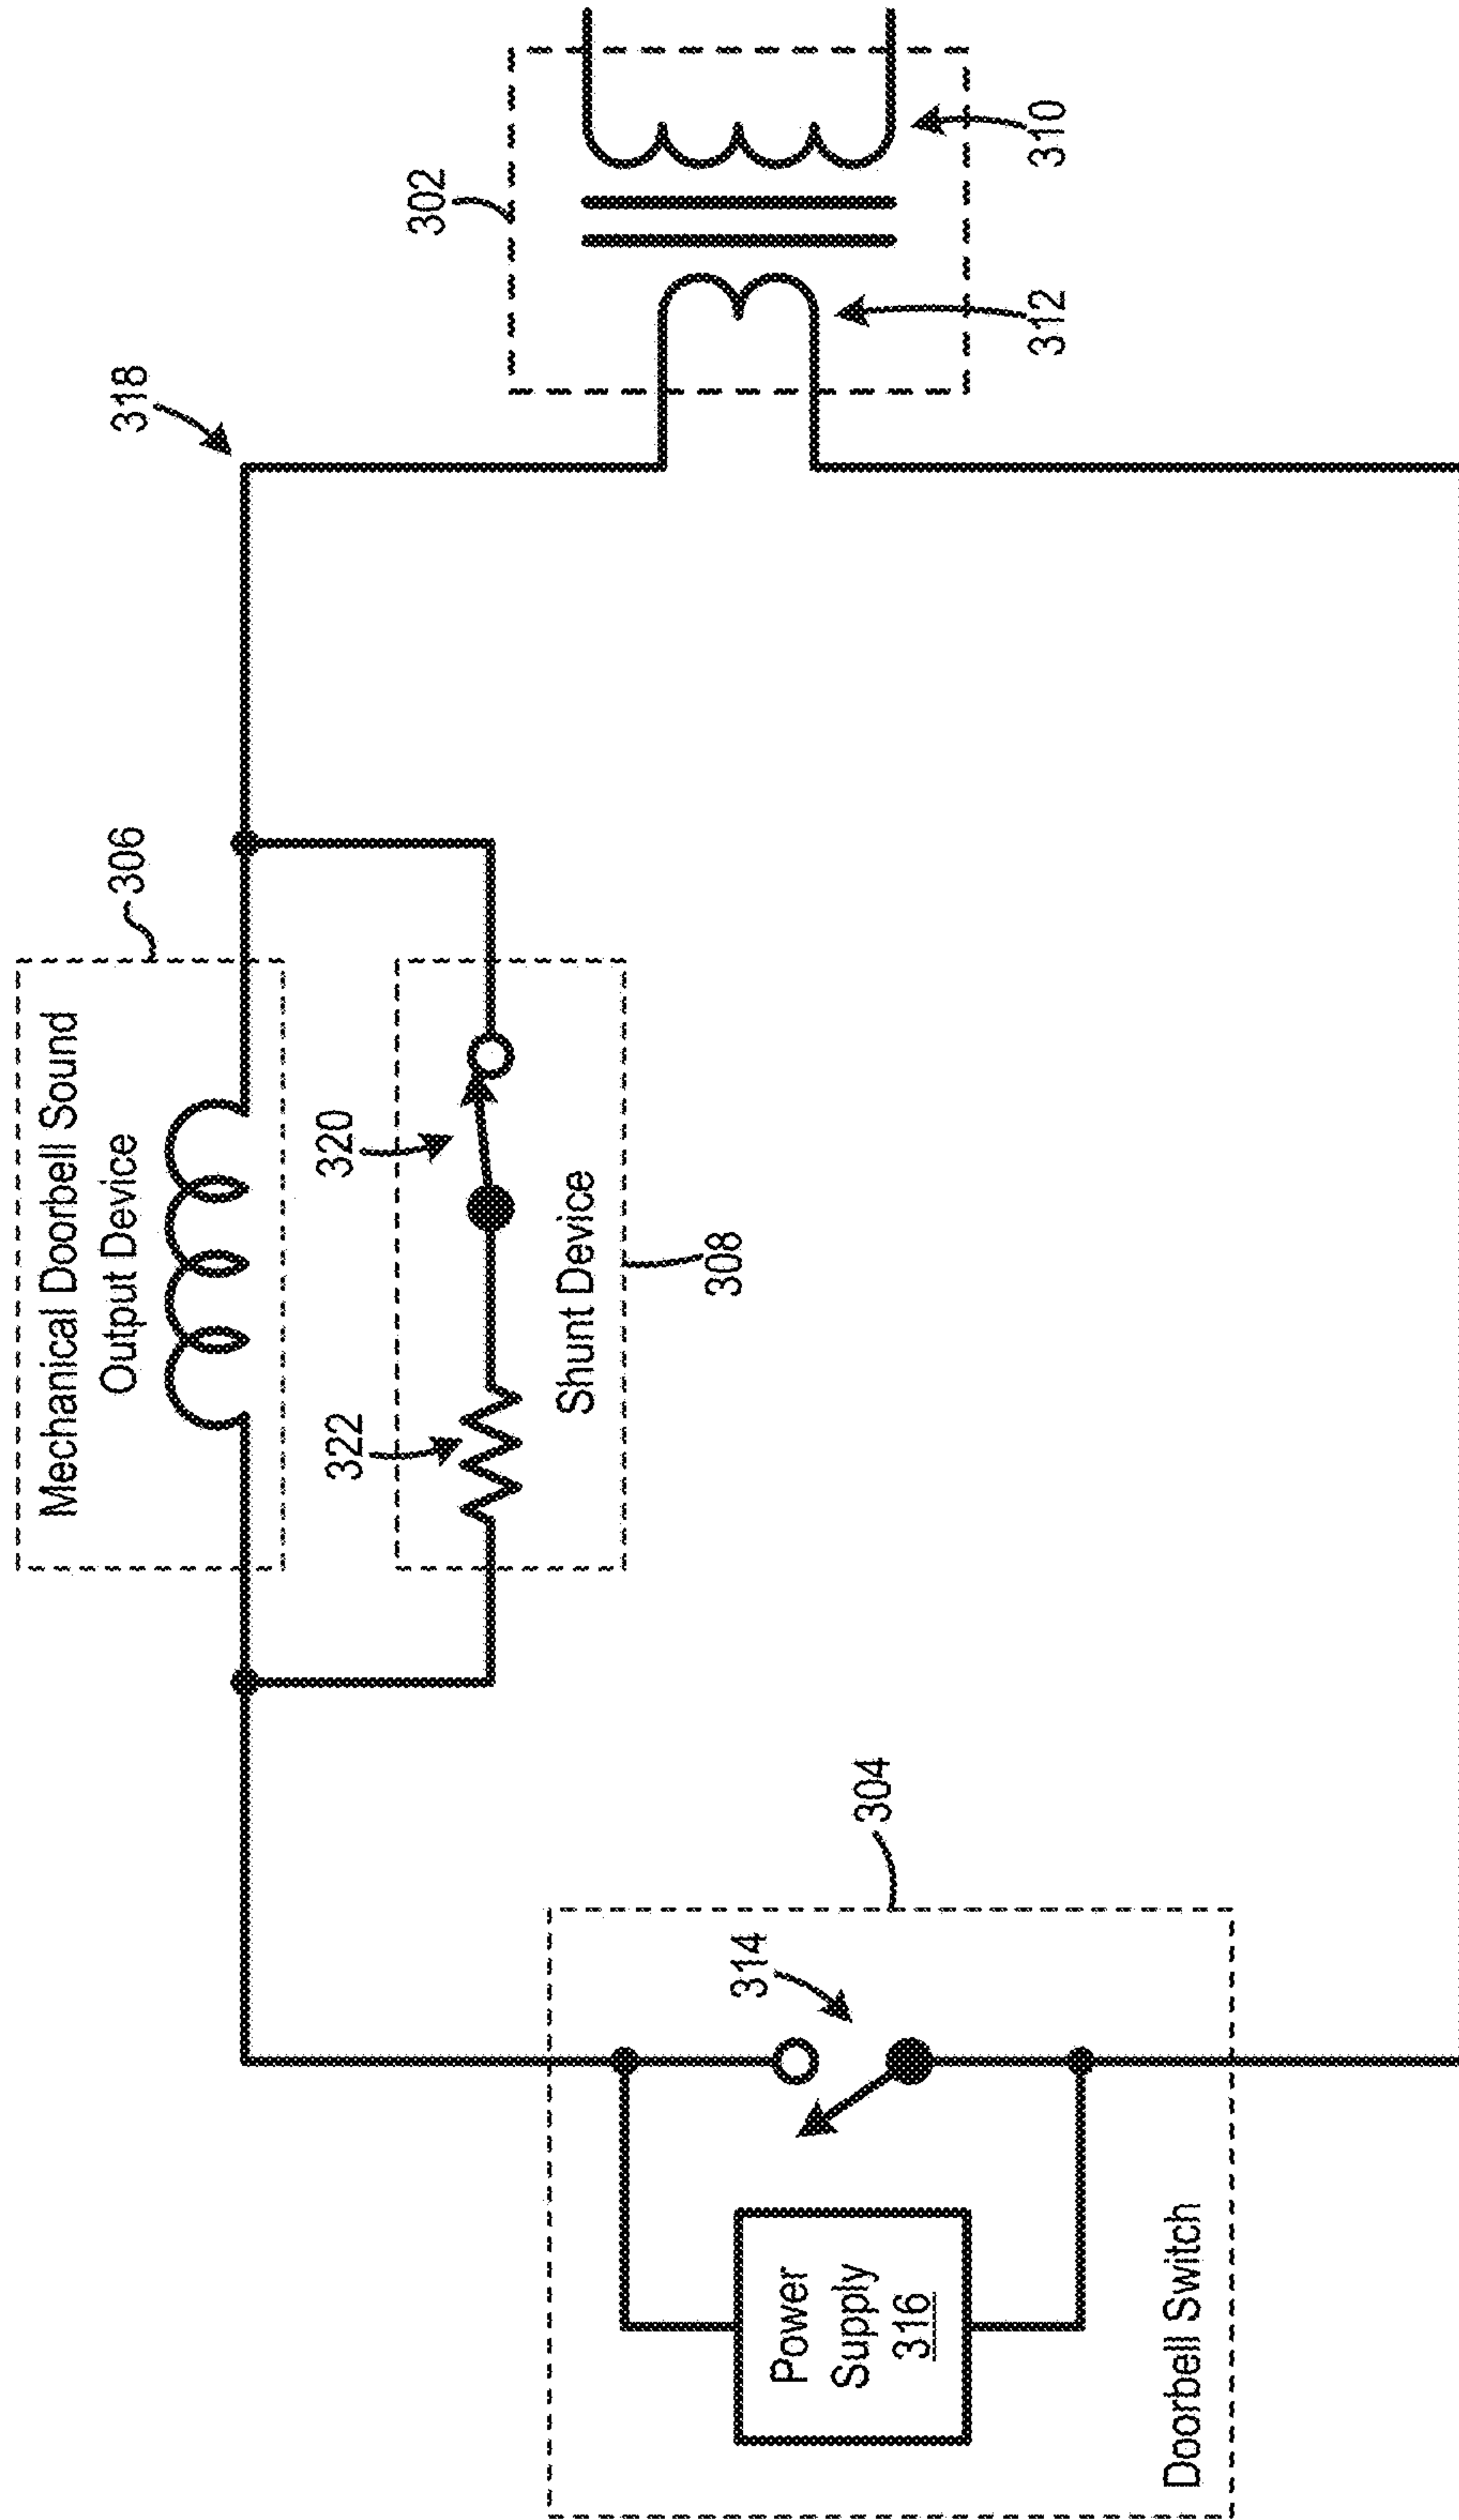 Mechanical Doorbell Sound
Output Device
306
318
322
320
302
Shunt Device
308
304
314
312
310
Power
Supply
316
Doorbell Switch